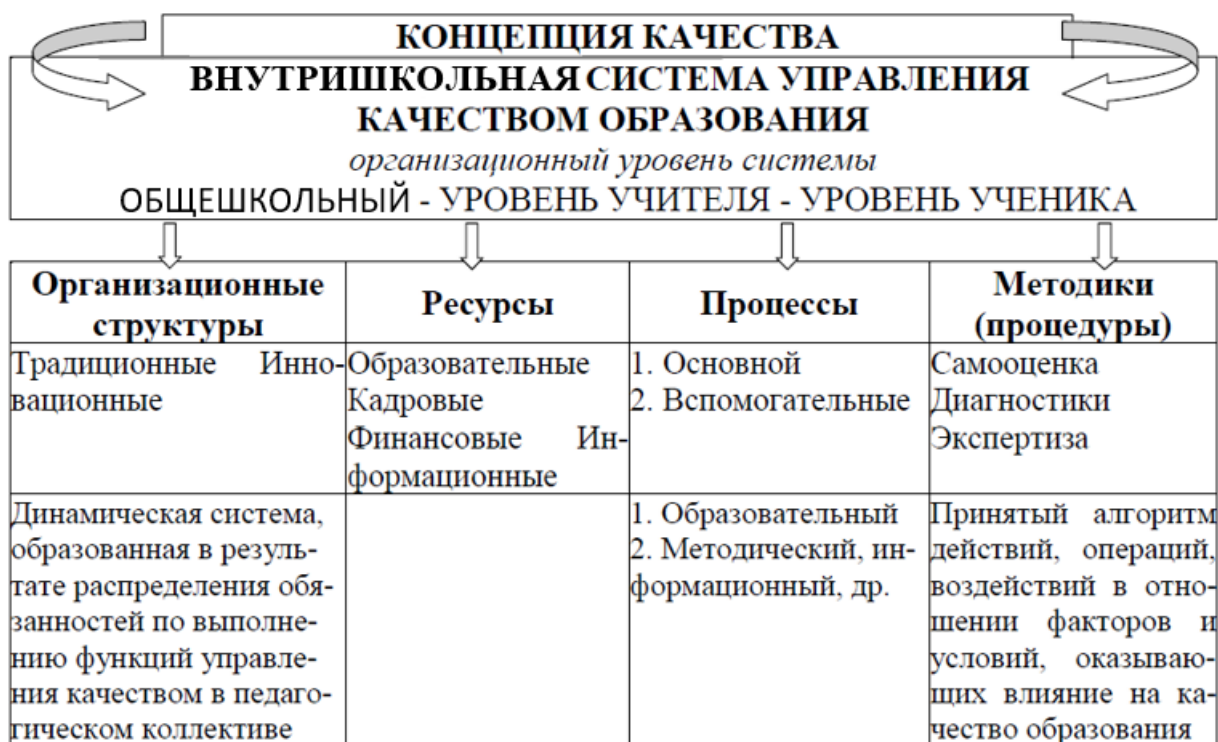 КОНЦЕПЦИЯ КАЧЕСТВА
ВНУТРИШКОЛЬНАЯ СИСТЕМА УПРАВЛЕНИЯ
КАЧЕСТВОМ ОБРАЗОВАНИЯ
организационный уровень системы
ОБЩЕШКОЛЬНЫЙ - УРОВЕНЬ УЧИТЕЛЯ - УРОВЕНЬ УЧЕНИКА
Организационные
структуры
Ресурсы
Процессы
Методики
(процедуры)
Традиционные Инно-
вационные
Образовательные
Кадровые
Финансовые Ин-
формационные
1. Основной
2. Вспомогательные
Самооценка
Диагностики
Экспертиза
Динамическая система,
образованная в резуль-
тате распределения обя-
занностей по выполне-
нию функций управле-
ния качеством в педаго-
гическом коллективе
1. Образовательный
2. Методический, ин-
формационный, др.
Принятый алгоритм
действий, операций,
воздействий в отно-
шении факторов и
условий, оказываю-
щих влияние на ка-
чество образования